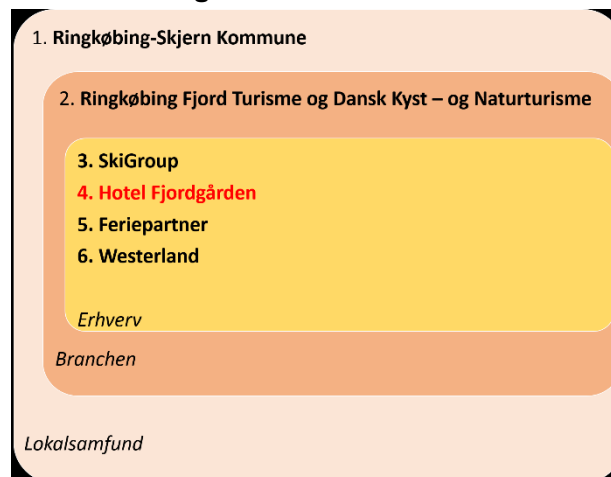 1. Ringkøbing-Skjern Kommune
2. Ringkøbing Fjord Turisme og Dansk Kyst – og Naturturisme
3. SkiGroup
4. Hotel Fjordgården
5. Feriepartner
6. Westerland
Erhverv
Branchen
Lokalsamfund